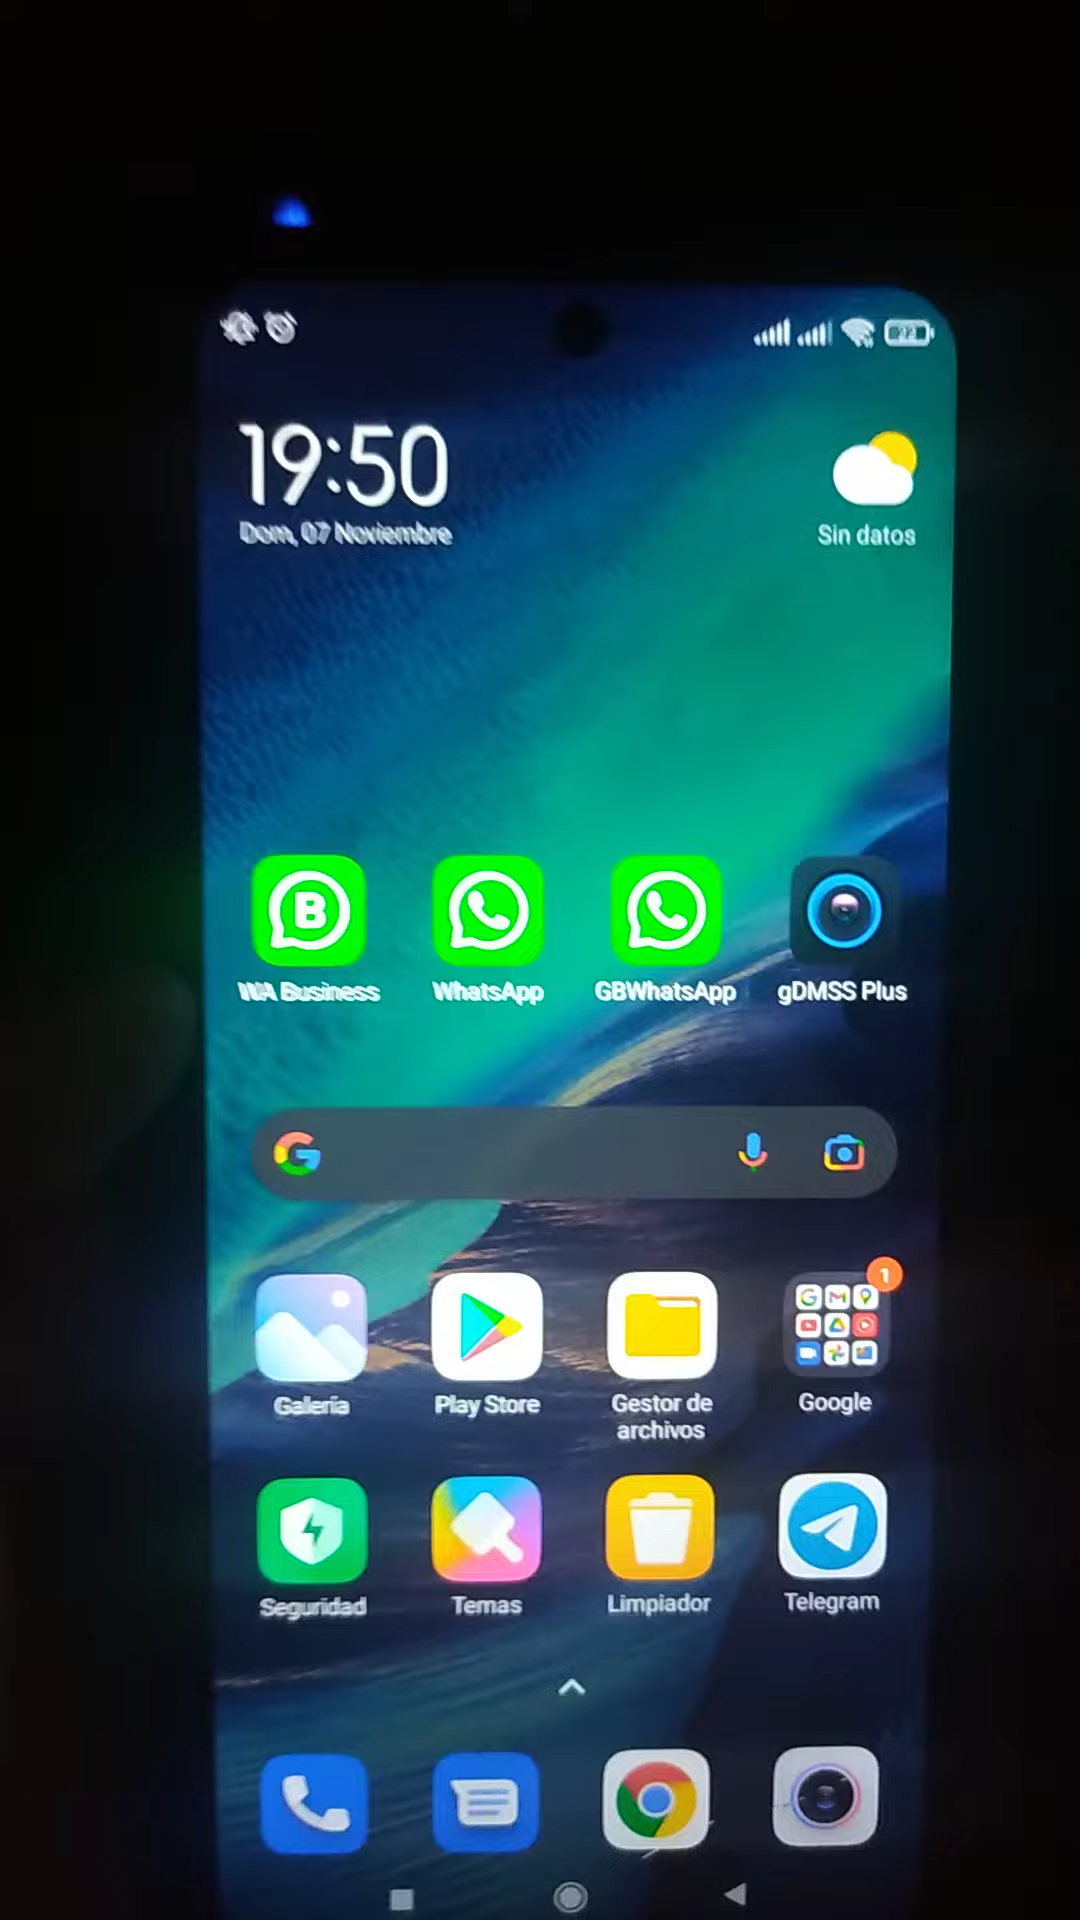 19:50
Dom, 07 Noviembre
Sin datos
WA Business
WhatsApp
GBWhatsApp
gDMSS Plus
Galería
Play Store
Gestor de
archivos
Google
1
Seguridad
Temas
Limpiador
Telegram